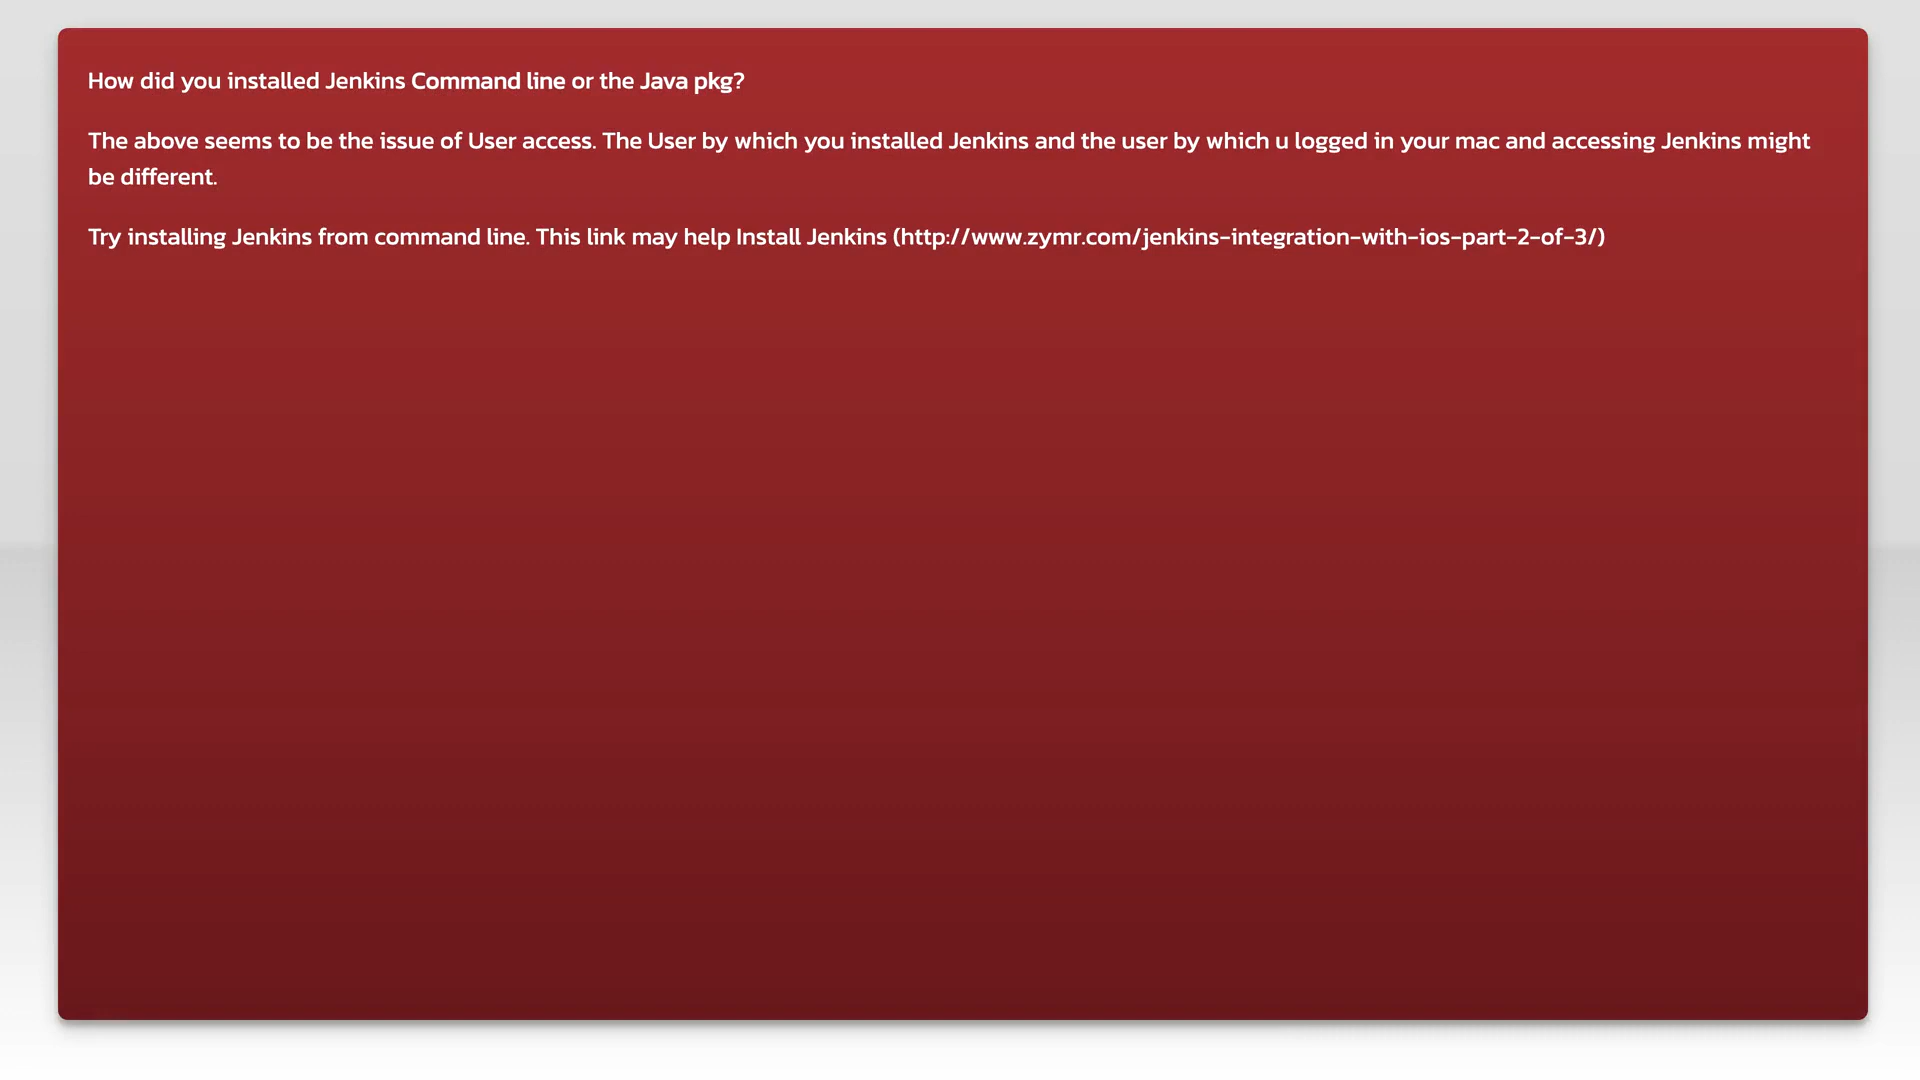 How did you installed Jenkins Command line or the Java pkg?
The above seems to be the issue of User access. The User by which you installed Jenkins and the user by which u logged in your mac and accessing Jenkins might
be different.
Try installing Jenkins from command line. This link may help Install Jenkins (http://www.zymr.com/jenkins-integration-with-ios-part-2-of-3/)